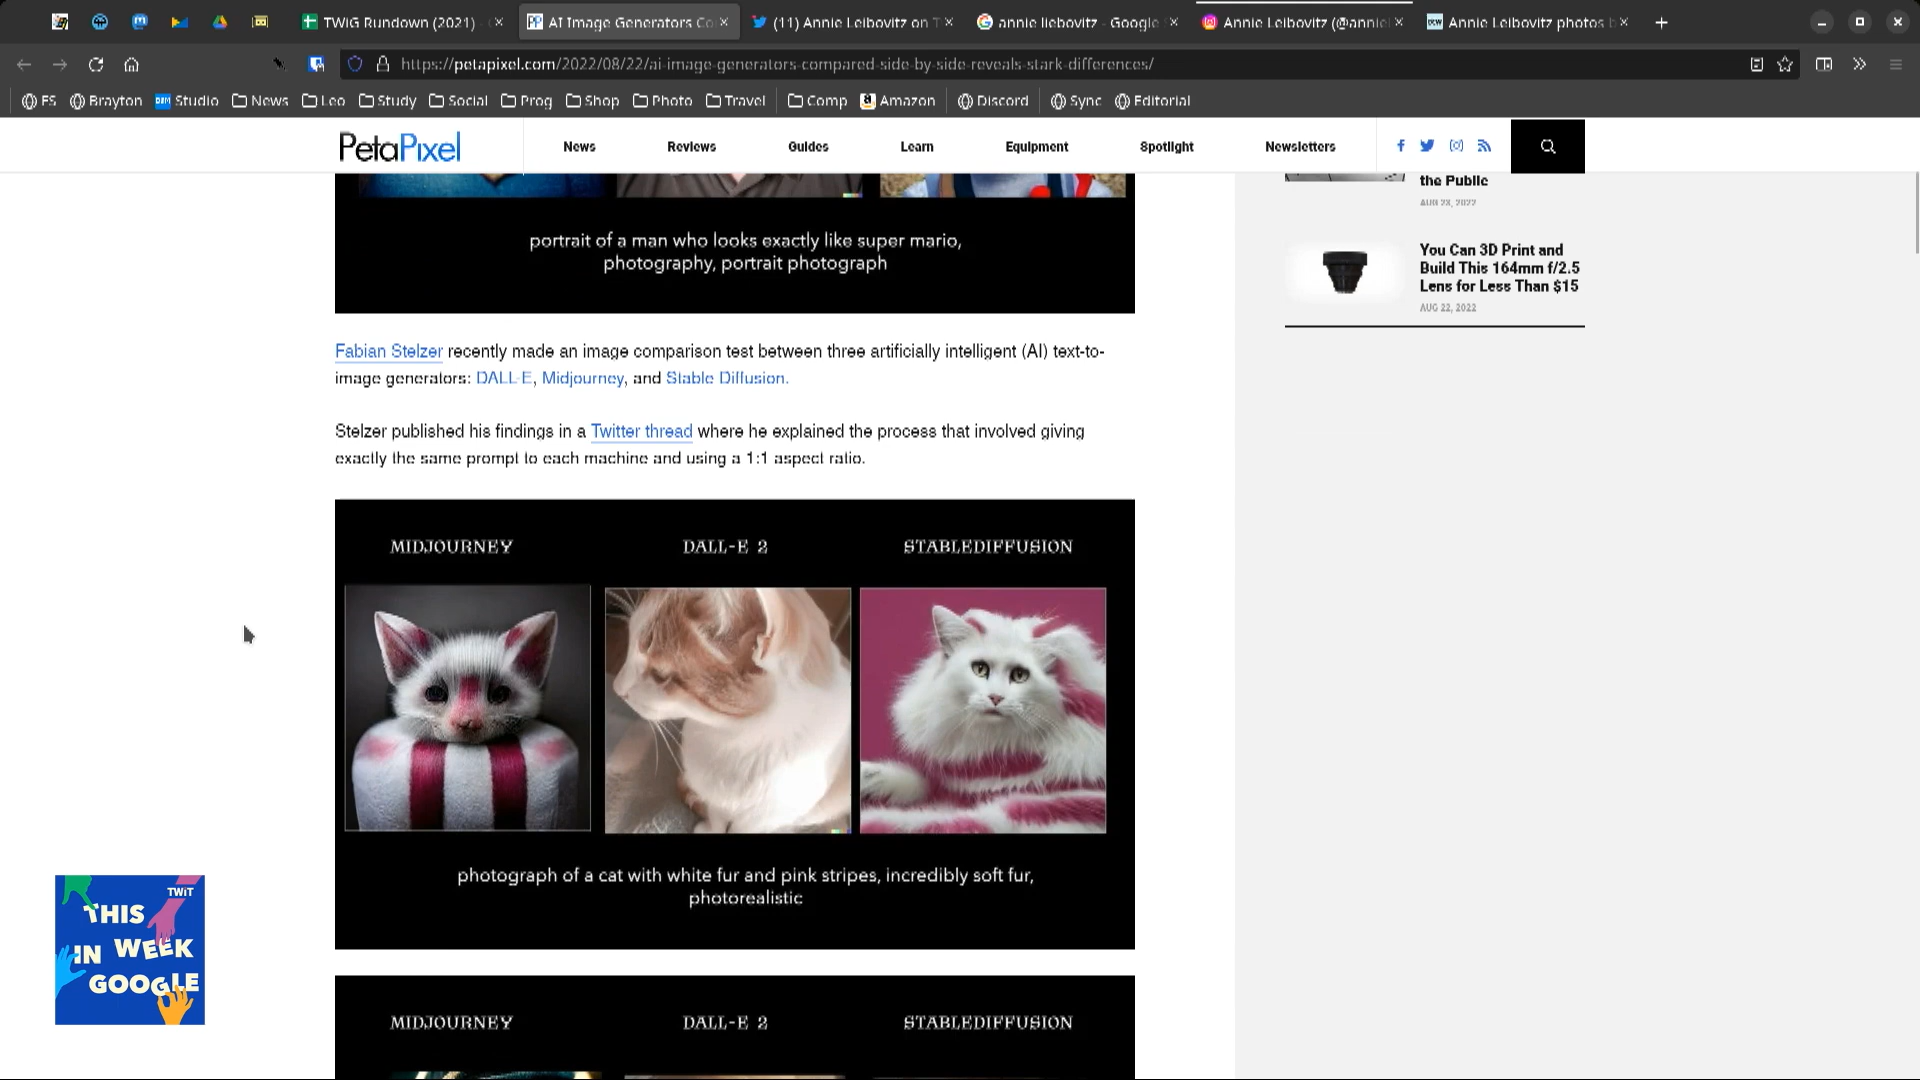 TWiG Rundown (2021) -
AI Image Generators Co
(11) Annie Leibovitz on T
annie liebovitz - Google
Annie Leibovitz (@annie
Annie Leibovitz photos b
https://petapixel.com/2022/08/22/ai-image-generators-compared-side-by-side-reveals-stark-differences/
FS
Brayton
Studio
News
Leo
Study
Social
Prog
Shop
Photo
Travel
Comp
Amazon
Discord
Sync
Editorial
PetaPixel
News
Reviews
Guides
Learn
Equipment
Spotlight
Newsletters
portrait of a man who looks exactly like super mario,
photography, portrait photograph
the Public
AUG 23, 2022
You Can 3D Print and
Build This 164mm f/2.5
Lens for Less Than $15
AUG 22, 2022
Fabian Stelzer recently made an image comparison test between three artificially intelligent (AI) text-to-
image generators: DALL-E, Midjourney, and Stable Diffusion.
Stelzer published his findings in a Twitter thread where he explained the process that involved giving
exactly the same prompt to each machine and using a 1:1 aspect ratio.
MIDJOURNEY
DALL-E 2
STABLEDIFFUSION
photograph of a cat with white fur and pink stripes, incredibly soft fur,
photorealistic
TWiT
THIS
IN WEEK
GOOGLE
MIDJOURNEY
DALL-E 2
STABLEDIFFUSION